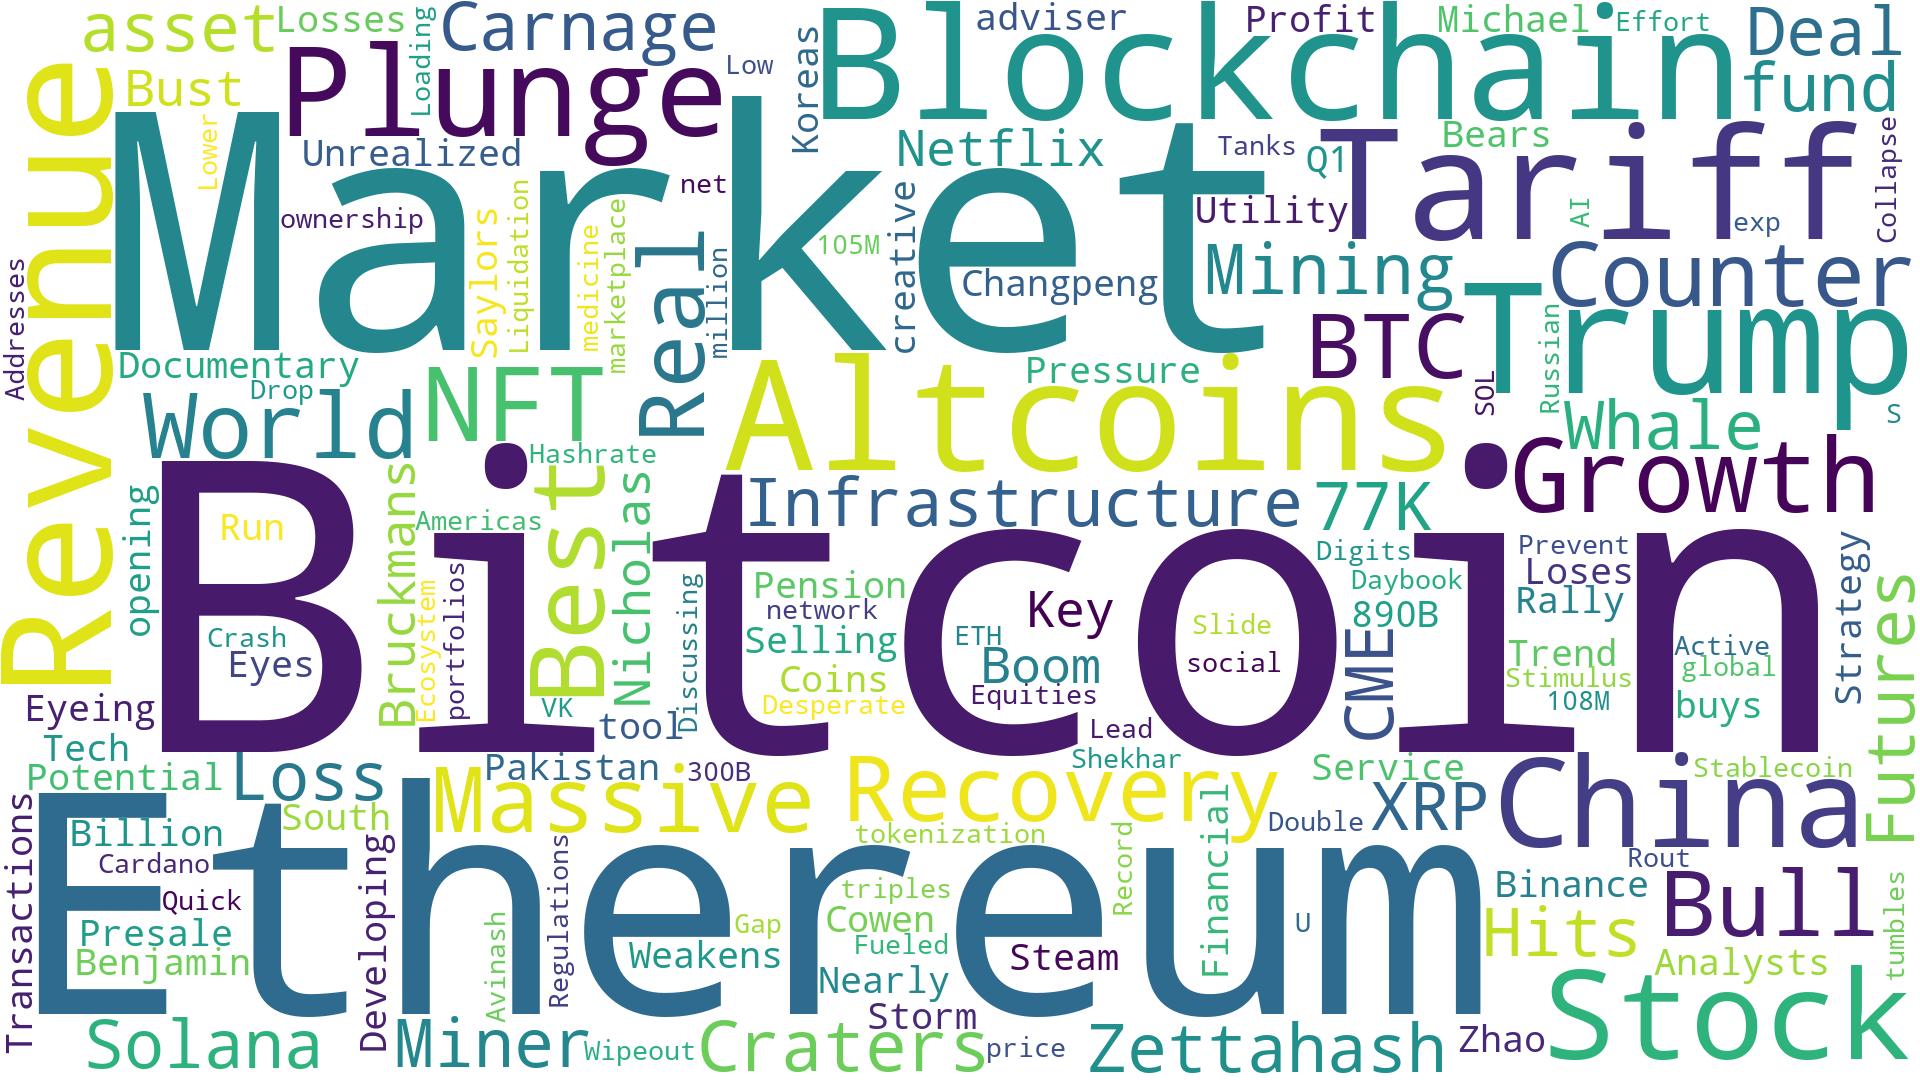 asset
Losses
Loading
Carnage
adviser
Blockchain
Profit
Michael
Effort
Deal
Bust
Plunge
Low
Koreas
fund
Revenue
Lower
Market
Unrealized
Netflix
Tanks
Q1
Tariff
Bears
Collapse
ownership
net
creative
Utility
AI
exp
Addresses
Saylors
Liquidation
medicine
marketplace
Real
million
105M
Changpeng
Mining
Counter
Documentary
Drop
Pressure
BTC
Trump
SOL
Russian
S
World
NFT
Altcoins
Whale
Hashrate
Growth
opening
Run
Bruckmans
Americas
Best
Nicholas
Infrastructure
77K
Bitcoin
Digits
Prevent
Strategy
Ecosystem
portfolios
Discussing
Pension
network
Key
Daybook
Loses
Rally
Futures
Crash
Eyes
Selling
ETH
Boom
Slide
social
890B
CME
Trend
Active
global
Stimulus
Coins
Desperate
Equities
108M
buys
Eyeing
VK
tool
Lead
Tech
Potential
Loss
Pakistan
300B
Shekhar
Service
Stablecoin
Transactions
Billion
South
Massive
Recovery
Financial
Double
XRP
China
Ethereum
Cardano
Developing
Regulations
tokenization
Record
Rout
Quick
triples
Binance
Bull
Presale
Avinash
Gap
Cowen
U
Hits
tumbles
Benjamin
Weakens
Fueled
Steam
Analysts
Nearly
Stock
Solana
Miner
Wipeout
Craters
Storm
price
Zettahash
Zhao